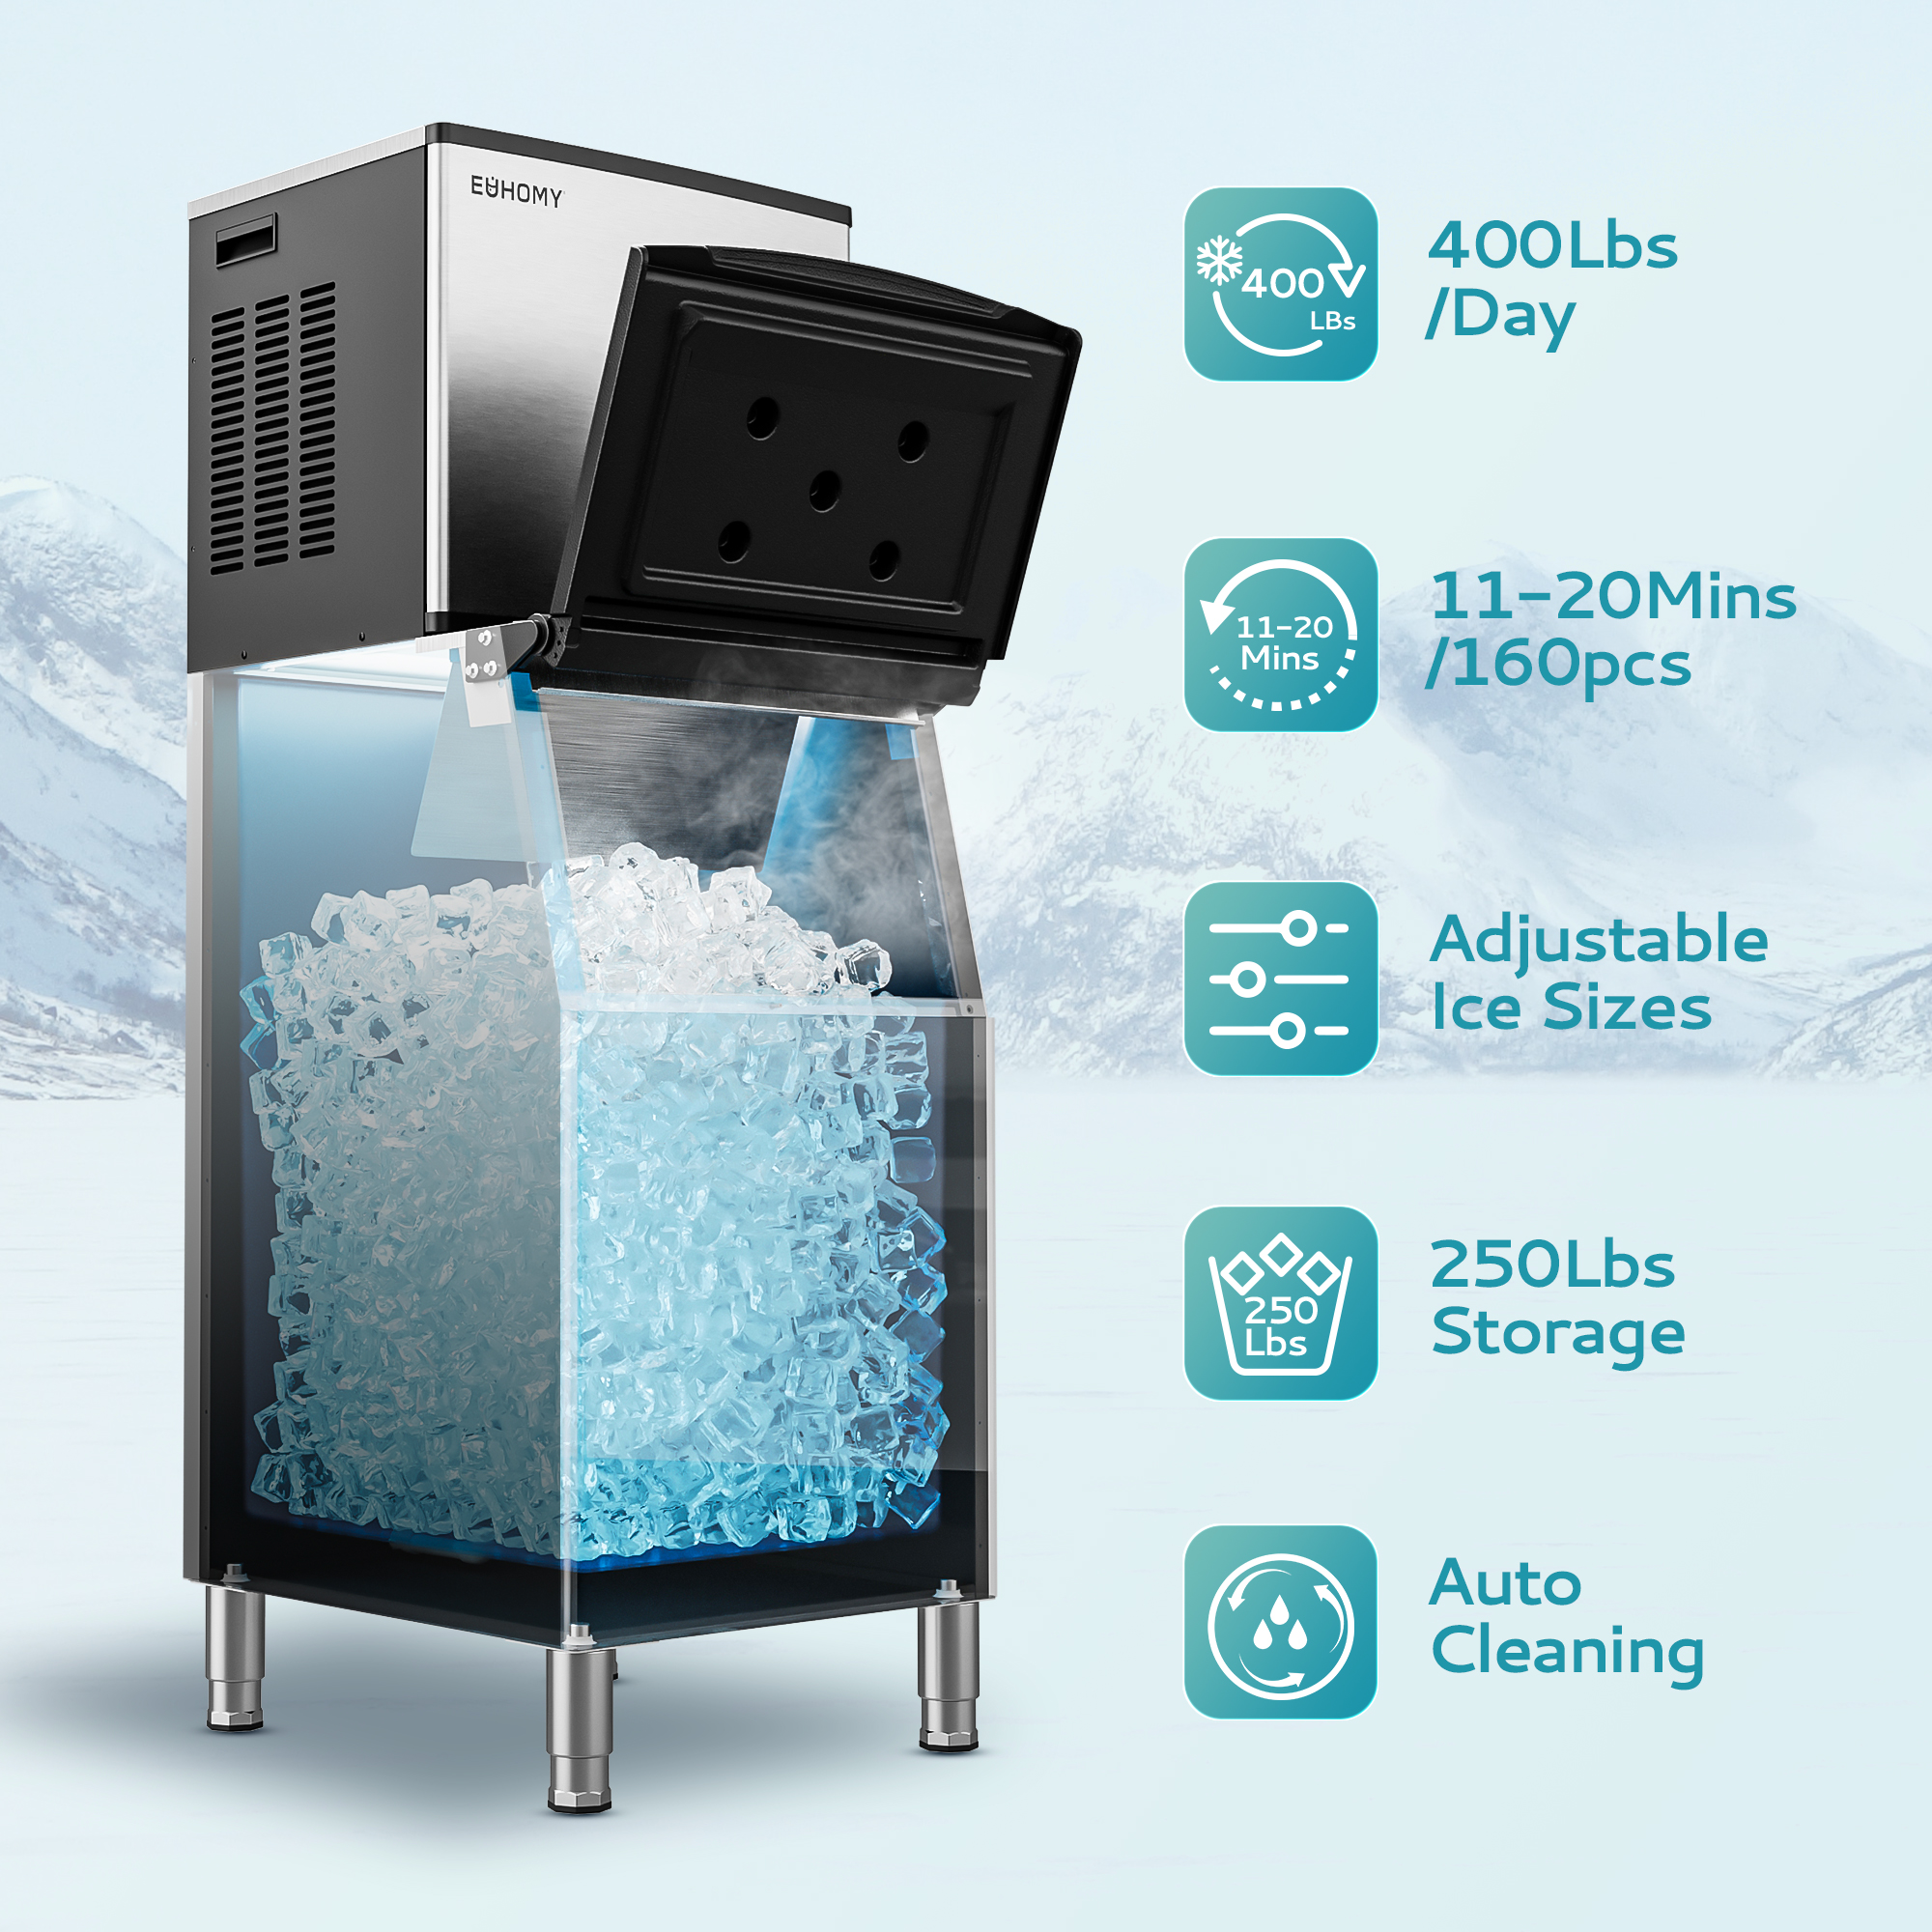 EUHOMY
400
LBs
400Lbs
/Day
11-20
Mins
11-20Mins
/160pcs
Adjustable
Ice Sizes
250
Lbs
250Lbs
Storage
Auto
Cleaning